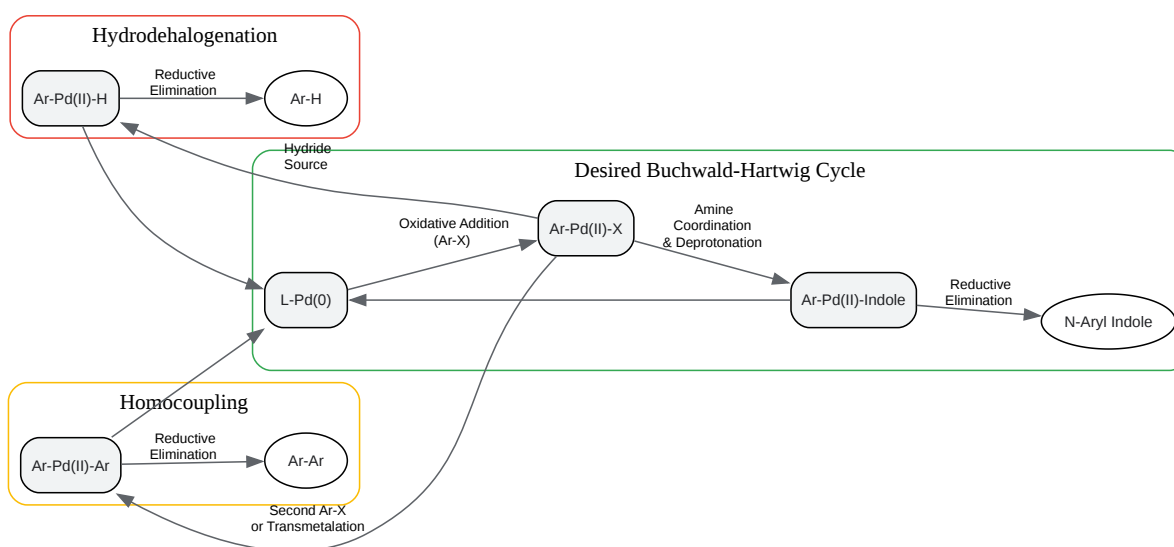 Hydrodehalogenation
Ar-Pd(II)-H
Reductive
Elimination
Ar-H
Hydride
Source
Desired Buchwald-Hartwig Cycle
Oxidative Addition
(Ar-X)
Ar-Pd(II)-X
Amine
Coordination
& Deprotonation
L-Pd(0)
Ar-Pd(II)-Indole
Reductive
Elimination
N-Aryl Indole
Homocoupling
Ar-Pd(II)-Ar
Reductive
Elimination
Ar-Ar
Second Ar-X
or Transmetalation